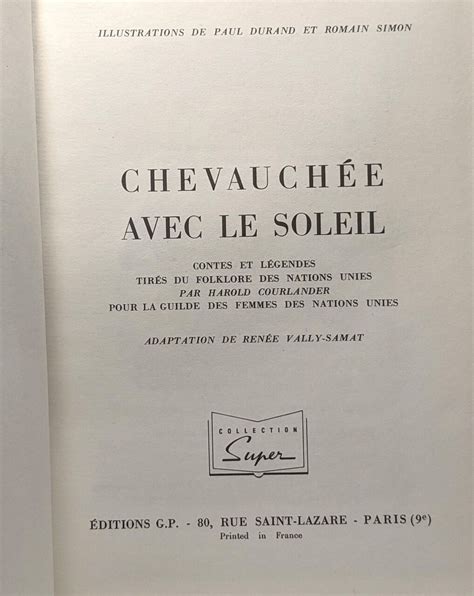 ILLUSTRATIONS DE PAUL DURAND ET ROMAIN SIMON
CHEVAUCHÉE
AVEC LE SOLEIL
CONTES ET LÉGENDES
TIRÉS DU FOLKLORE DES NATIONS UNIES
PAR HAROLD COURLANDER
POUR LA GUILDE DES FEMMES DES NATIONS UNIES
ADAPTATION DE RENÉE VALLY-SAMAT
COLLECTION
Super
ÉDITIONS G.P. - 80, RUE SAINT-LAZARE - PARIS (9e)
Printed in France